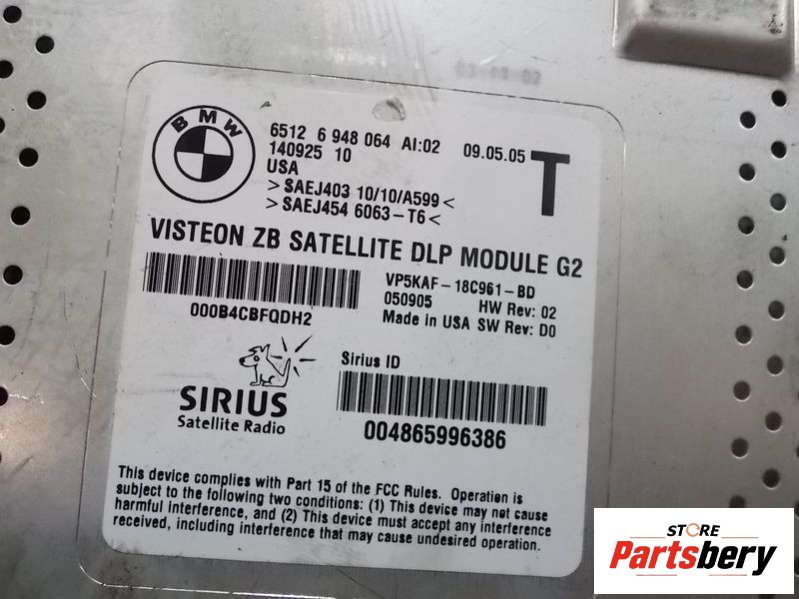 BMW
6512 6 948 064 AI:02 09.05.05 T
140925 10
USA
>SAEJ403 10/10/A599<
>SAEJ454 6063-T6<
VISTEON ZB SATELLITE DLP MODULE G2
VP5KAF-18C961-BD
050905 HW Rev: 02
Made in USA SW Rev: D0
000B4CBFQDH2
Sirius ID
SIRIUS
Satellite Radio
004865996386
This device complies with Part 15 of the FCC Rules. Operation is
subject to the following two conditions: (1) This device may not cause
harmful interference, and (2) This device must accept any interference
received, including interference that may cause undesired operation.
STORE
Partsbery